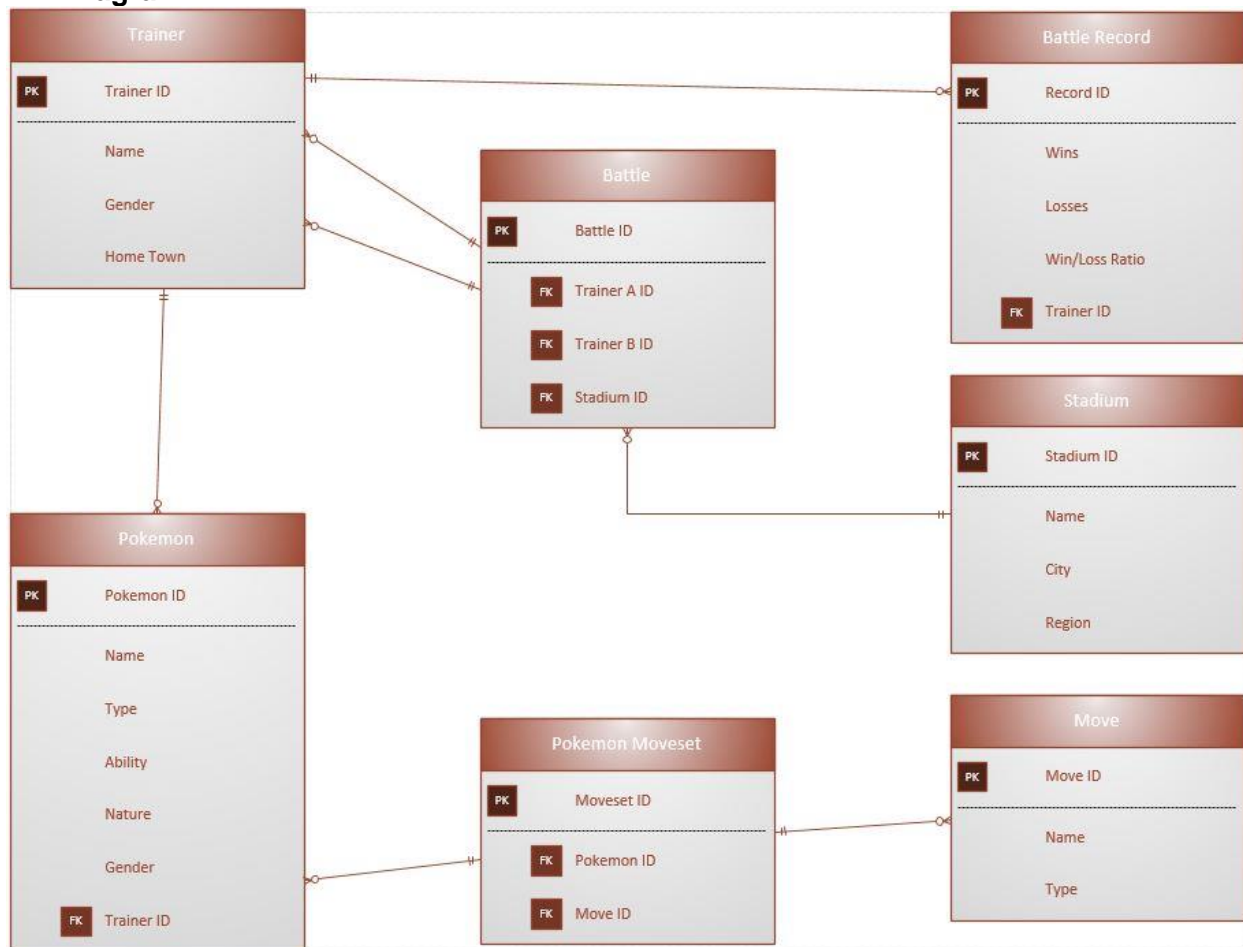 Trainer
PK Trainer ID
Name
Gender
Home Town
Battle Record
PK Record ID
Wins
Losses
Win/Loss Ratio
FK Trainer ID
Battle
PK Battle ID
FK Trainer A ID
FK Trainer B ID
FK Stadium ID
Stadium
PK Stadium ID
Name
City
Region
Pokemon
PK Pokemon ID
Name
Type
Ability
Nature
Gender
FK Trainer ID
Pokemon Moveset
PK Moveset ID
FK Pokemon ID
FK Move ID
Move
PK Move ID
Name
Type